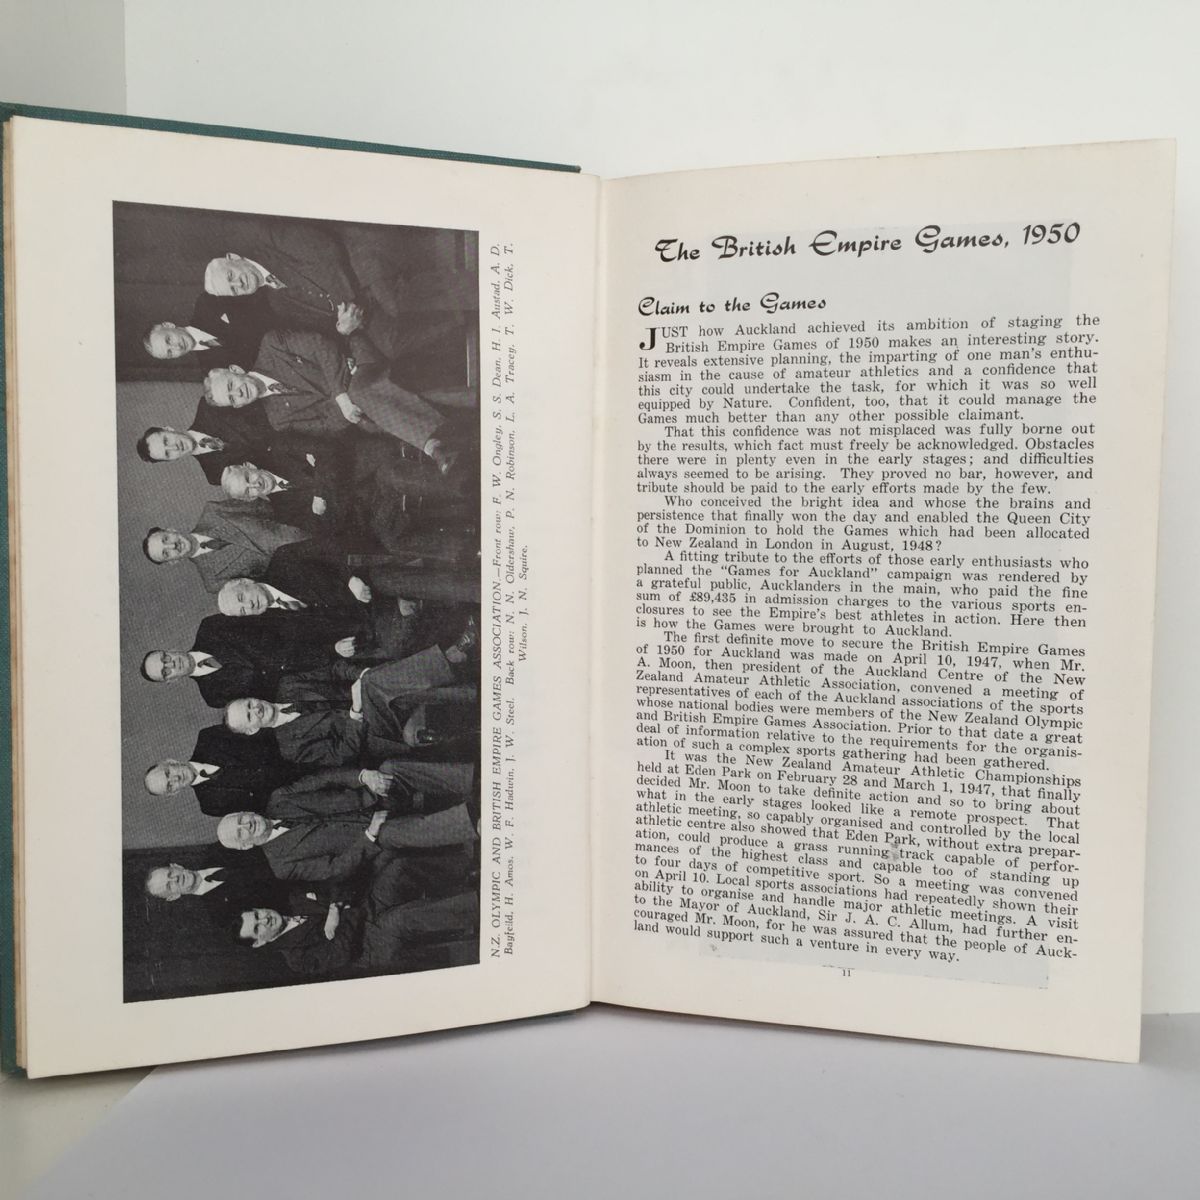 N.Z. OLYMPIC AND BRITISH EMPIRE GAMES ASSOCIATION.—Front row: F. W. Ongley, S. S. Dean, H. I. Austad, A. D.
Bayfeild, H. Amos, W. F. Hadwin, J. W. Steel. Back row: N. N. Oldershaw, P. N. Robinson, L. A. Tracey, T. W. Dick, T.
Wilson, J. N. Squire.
The British Empire Games, 1950
Claim to the Games
JUST how Auckland achieved its ambition of staging the
British Empire Games of 1950 makes an interesting story.
It reveals extensive planning, the imparting of one man's enthu-
siasm in the cause of amateur athletics and a confidence that
this city could undertake the task, for which it was so well
equipped by Nature. Confident, too, that it could manage the
Games much better than any other possible claimant.
That this confidence was not misplaced was fully borne out
by the results, which fact must freely be acknowledged. Obstacles
there were in plenty even in the early stages; and difficulties
always seemed to be arising. They proved no bar, however, and
tribute should be paid to the early efforts made by the few.
Who conceived the bright idea and whose the brains and
persistence that finally won the day and enabled the Queen City
of the Dominion to hold the Games which had been allocated
to New Zealand in London in August, 1948?
A fitting tribute to the efforts of those early enthusiasts who
planned the "Games for Auckland" campaign was rendered by
a grateful public, Aucklanders in the main, who paid the fine
sum of £89,435 in admission charges to the various sports en-
closures to see the Empire's best athletes in action. Here then
is how the Games were brought to Auckland.
The first definite move to secure the British Empire Games
of 1950 for Auckland was made on April 10, 1947, when Mr.
A. Moon, then president of the Auckland Centre of the New
Zealand Amateur Athletic Association, convened a meeting of
representatives of each of the Auckland associations of the sports
whose national bodies were members of the New Zealand Olympic
and British Empire Games Association. Prior to that date a great
deal of information relative to the requirements for the organis-
ation of such a complex sports gathering had been gathered.
It was the New Zealand Amateur Athletic Championships
held at Eden Park on February 28 and March 1, 1947, that finally
decided Mr. Moon to take definite action and so to bring about
what in the early stages looked like a remote prospect. That
athletic meeting, so capably organised and controlled by the local
athletic centre also showed that Eden Park, without extra prepar-
ation, could produce a grass running track capable of perfor-
mances of the highest class and capable too of standing up
to four days of competitive sport. So a meeting was convened
on April 10. Local sports associations had repeatedly shown their
ability to organise and handle major athletic meetings. A visit
to the Mayor of Auckland, Sir J. A. C. Allum, had further en-
couraged Mr. Moon, for he was assured that the people of Auck-
land would support such a venture in every way.
11